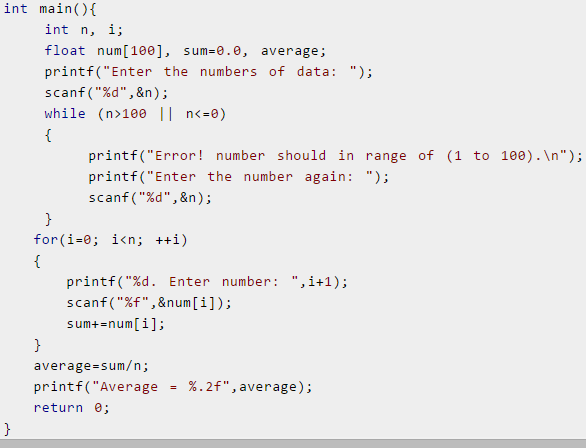 int main(){
int n, i;
float num[100], sum=0.0, average;
printf("Enter the numbers of data: ");
scanf("%d",&n);
while (n>100 || n<=0)
{
printf("Error! number should in range of (1 to 100).\n");
printf("Enter the number again: ");
scanf("%d",&n);
}
for(i=0; i<n; ++i)
{
printf("%d. Enter number: ",i+1);
scanf("%f",&num[i]);
sum+=num[i];
}
average=sum/n;
printf("Average = %.2f",average);
return 0;
}